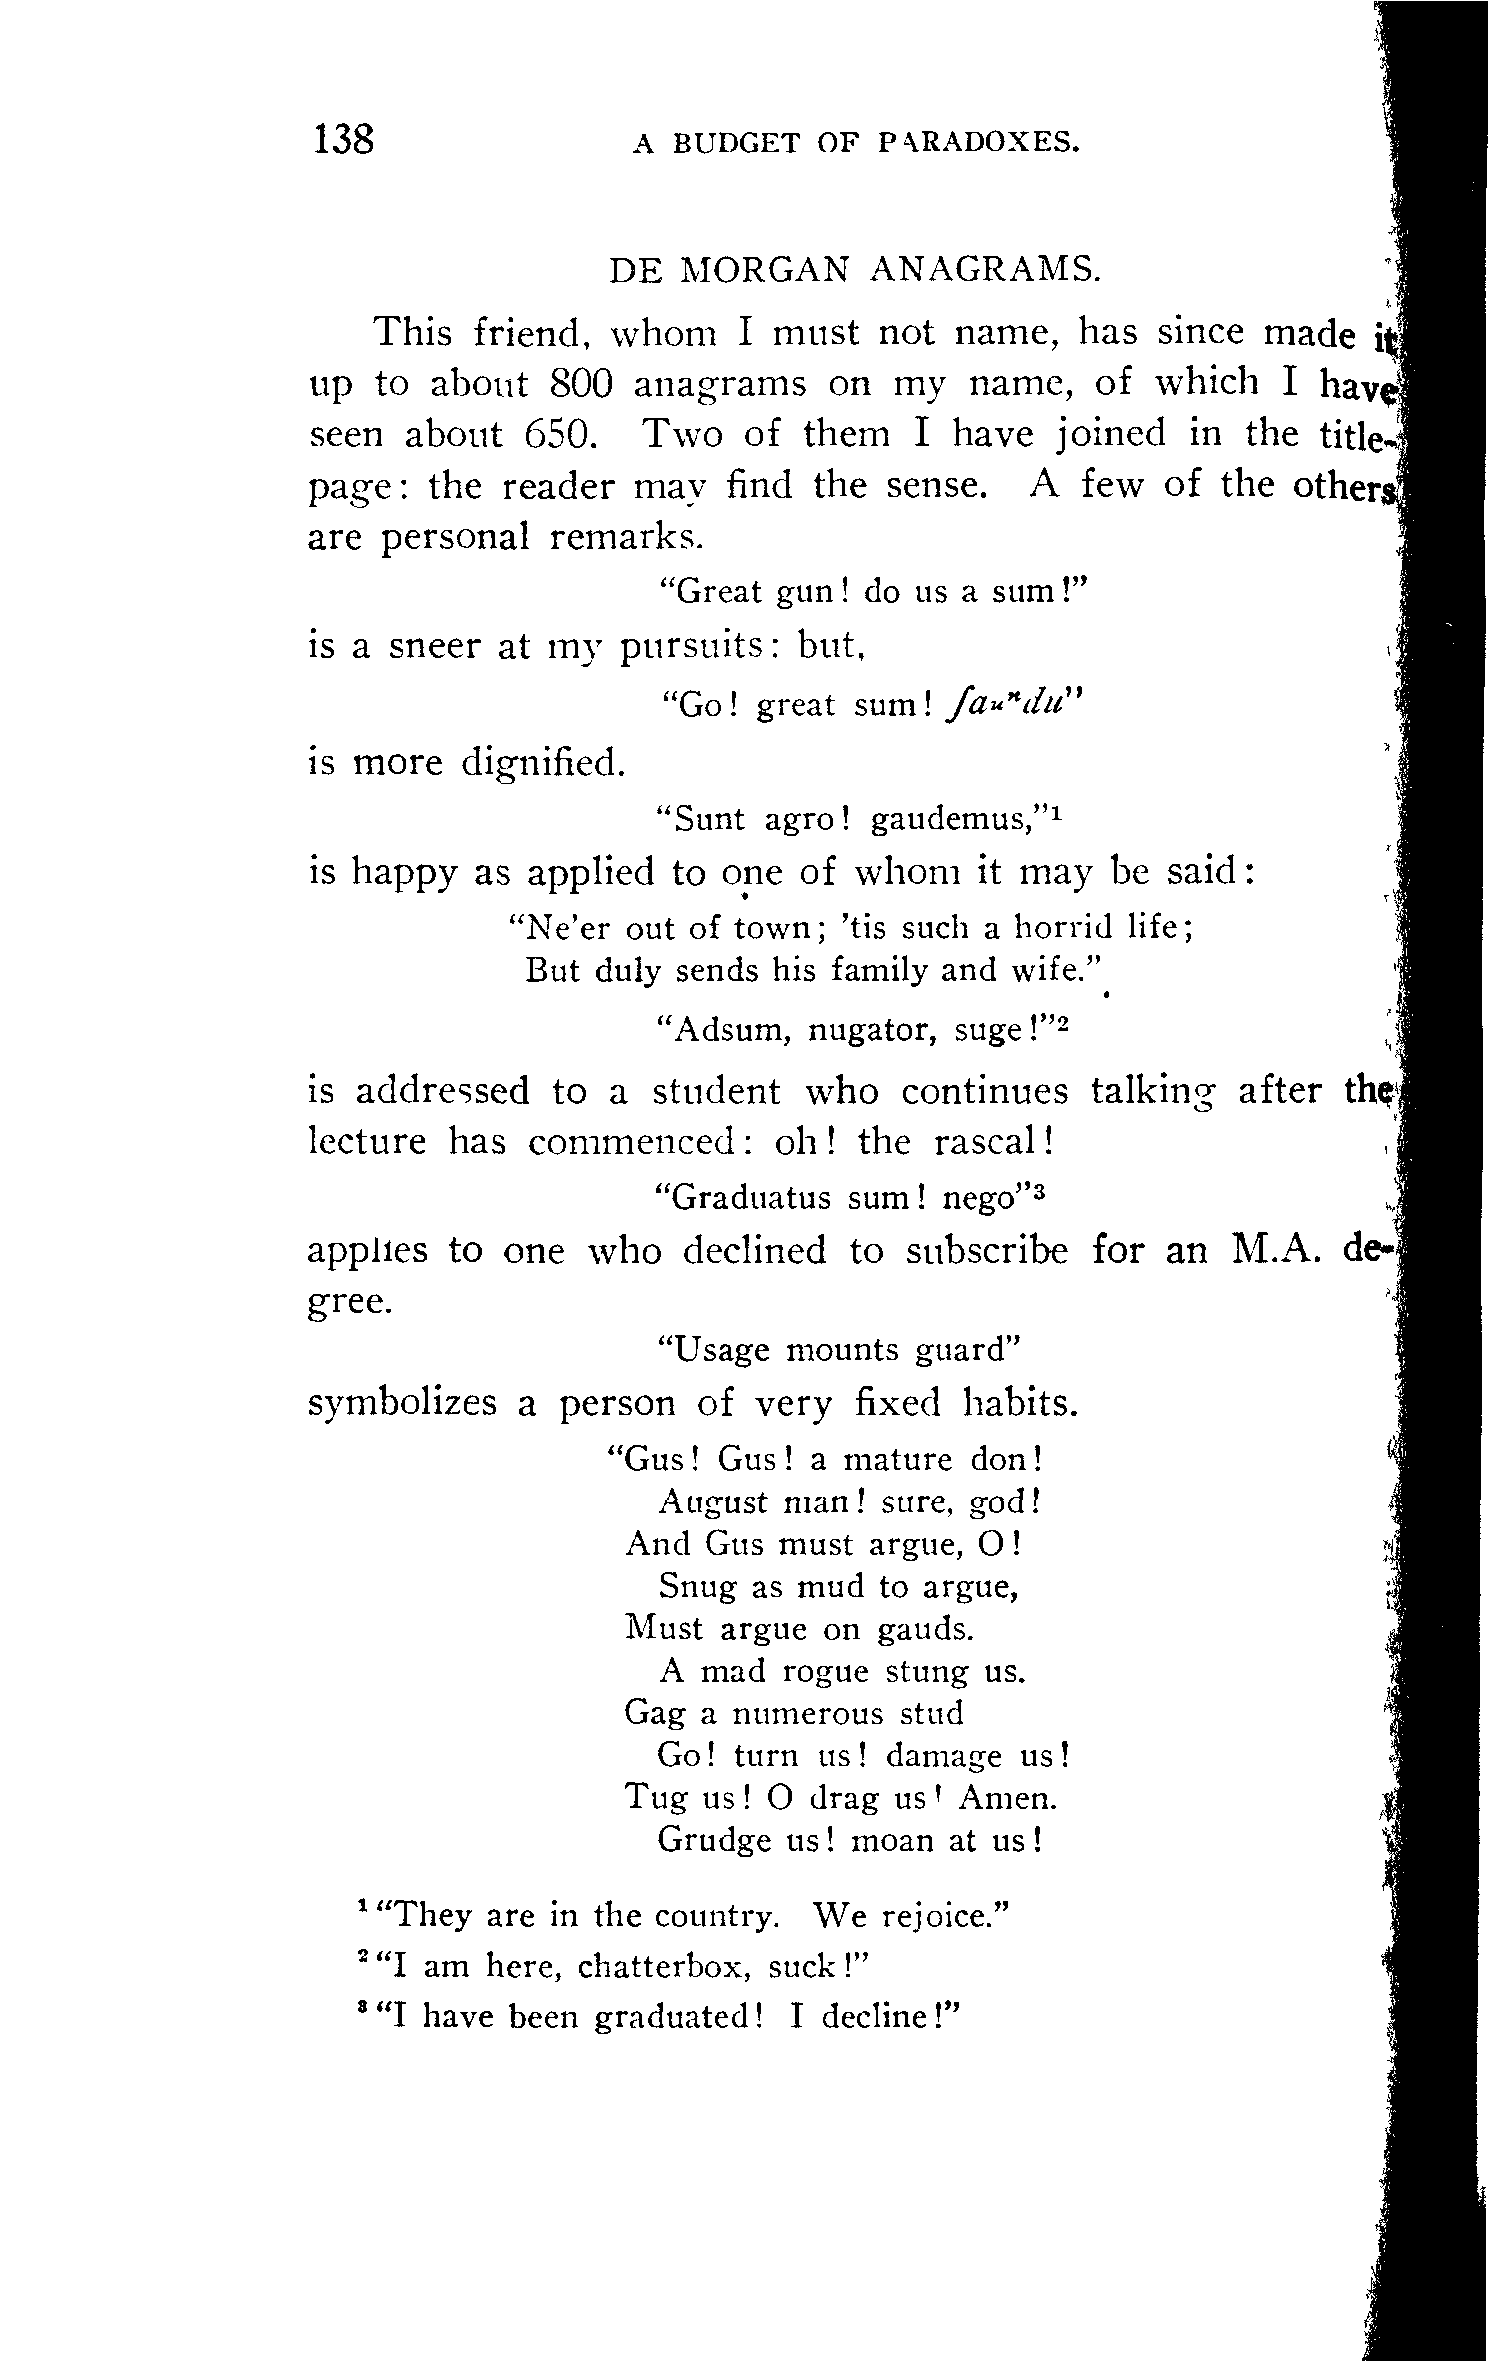 138 A BUDGET OF PARADOXES.
DE MORGAN ANAGRAMS.
This friend, whom I must not name, has since made it
up to about 800 anagrams on my name, of which I have
seen about 650. Two of them I have joined in the title-
page: the reader may find the sense. A few of the others
are personal remarks.
"Great gun! do us a sum!"
is a sneer at my pursuits: but,
"Go! great sum! ∫aᵘⁿdu"
is more dignified.
"Sunt agro! gaudemus,"¹
is happy as applied to one of whom it may be said:
"Ne'er out of town; 'tis such a horrid life;
But duly sends his family and wife."
"Adsum, nugator, suge!"²
is addressed to a student who continues talking after the
lecture has commenced: oh! the rascal!
"Graduatus sum! nego"³
applies to one who declined to subscribe for an M.A. de-
gree.
"Usage mounts guard"
symbolizes a person of very fixed habits.
"Gus! Gus! a mature don!
August man! sure, god!
And Gus must argue, O!
Snug as mud to argue,
Must argue on gauds.
A mad rogue stung us.
Gag a numerous stud
Go! turn us! damage us!
Tug us! O drag us! Amen.
Grudge us! moan at us!
¹ "They are in the country. We rejoice."
² "I am here, chatterbox, suck!"
³ "I have been graduated! I decline!"